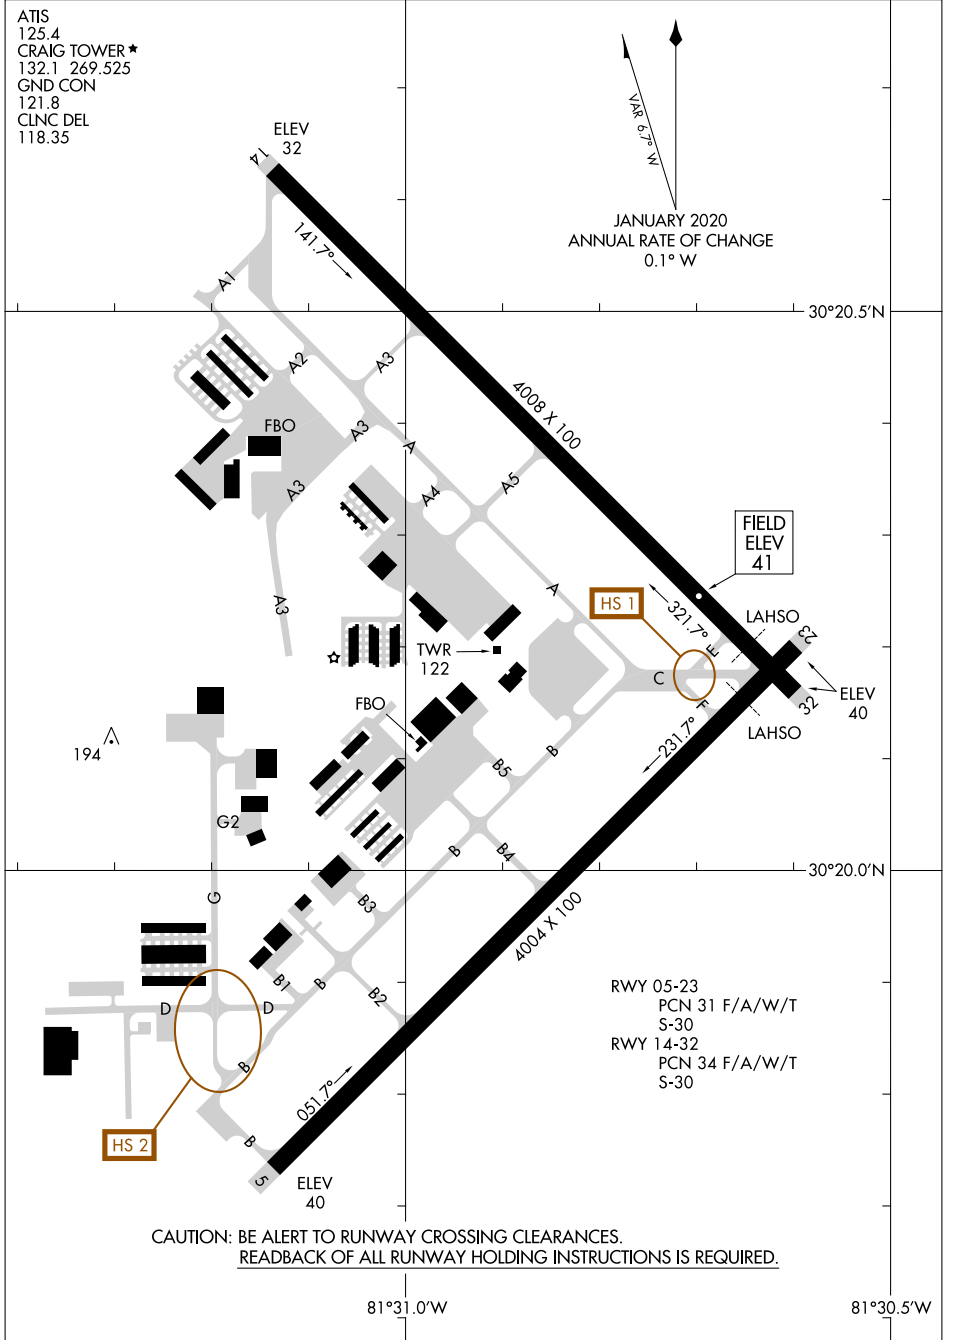 ATIS
125.4
CRAIG TOWER★
132.1 269.525
GND CON
121.8
CLNC DEL
118.35
VAR 6.7° W
JANUARY 2020
ANNUAL RATE OF CHANGE
0.1° W
ELEV
32
14
141.7°
A1
30°20.5'N
A2
A3
4008 X 100
FBO
A3
A
A3
A4
A5
FIELD
ELEV
41
A
HS 1
A3
321.7°
LAHSO
23
E
TWR
122
C
ELEV
40
32
F
FBO
LAHSO
231.7°
194
B
B5
G2
B
B4
30°20.0'N
G
B3
4004 X 100
B1
B
B2
D
D
RWY 05-23
PCN 31 F/A/W/T
S-30
RWY 14-32
PCN 34 F/A/W/T
S-30
B
051.7°
HS 2
B
5
ELEV
40
CAUTION: BE ALERT TO RUNWAY CROSSING CLEARANCES.
READBACK OF ALL RUNWAY HOLDING INSTRUCTIONS IS REQUIRED.
81°31.0'W
81°30.5'W